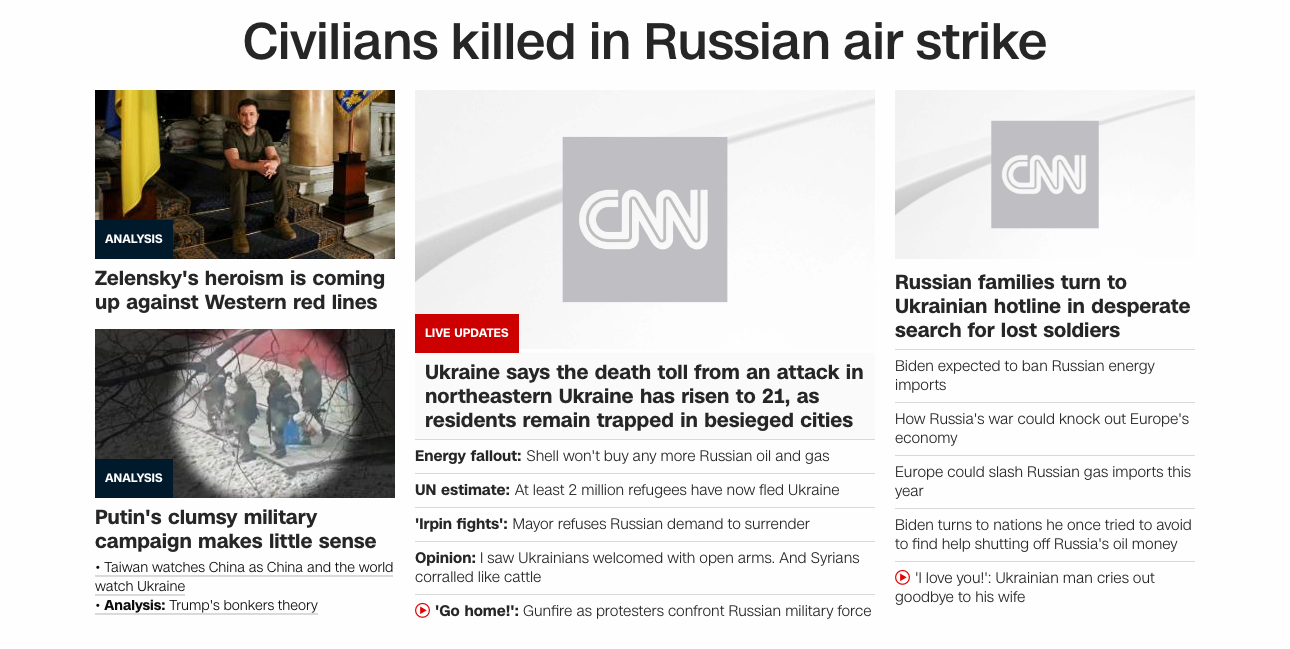 Civilians killed in Russian air strike
ANALYSIS
Zelensky's heroism is coming
up against Western red lines
ANALYSIS
Putin's clumsy military
campaign makes little sense
• Taiwan watches China as China and the world
watch Ukraine
• Analysis: Trump's bonkers theory
CNN
LIVE UPDATES
Ukraine says the death toll from an attack in
northeastern Ukraine has risen to 21, as
residents remain trapped in besieged cities
Energy fallout: Shell won't buy any more Russian oil and gas
UN estimate: At least 2 million refugees have now fled Ukraine
'Irpin fights': Mayor refuses Russian demand to surrender
Opinion: I saw Ukrainians welcomed with open arms. And Syrians
corralled like cattle
'Go home!': Gunfire as protesters confront Russian military force
CNN
Russian families turn to
Ukrainian hotline in desperate
search for lost soldiers
Biden expected to ban Russian energy
imports
How Russia's war could knock out Europe's
economy
Europe could slash Russian gas imports this
year
Biden turns to nations he once tried to avoid
to find help shutting off Russia's oil money
'I love you!': Ukrainian man cries out
goodbye to his wife